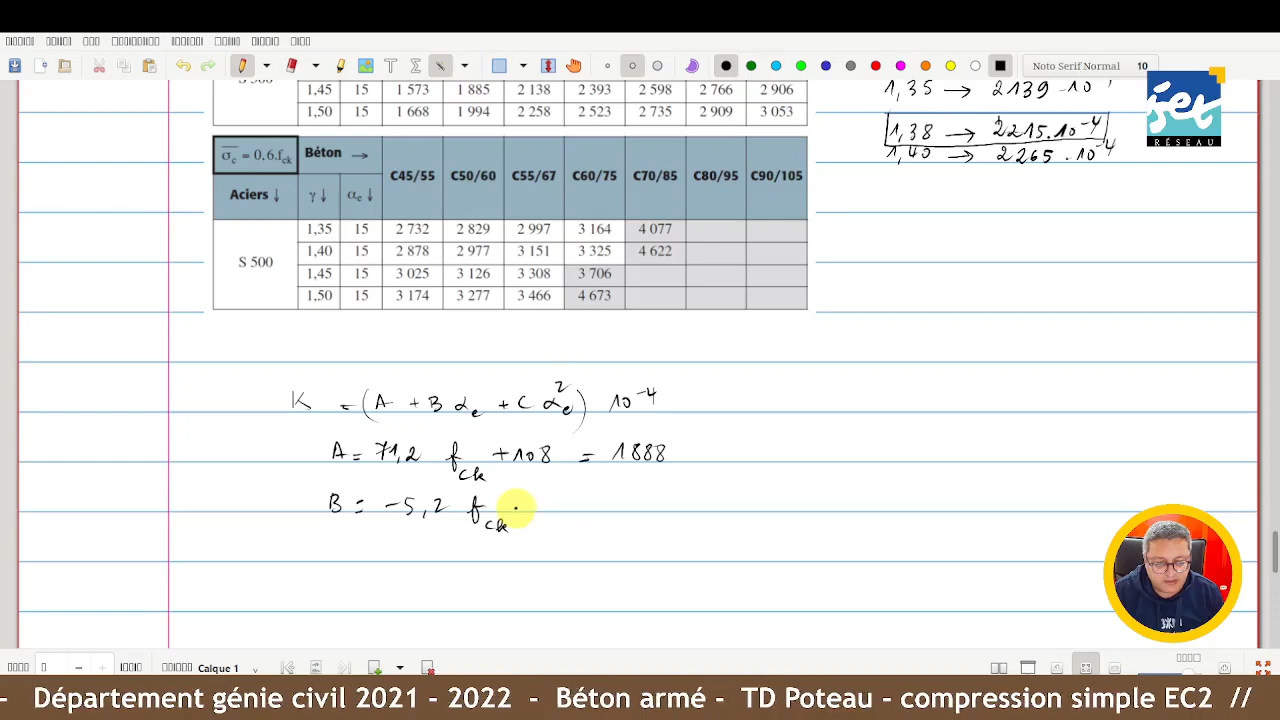 Noto Serif Normal 10
1,45 15 1 573 1 885 2 138 2 393 2 598 2 766 2 906
1,50 15 1 668 1 994 2 258 2 523 2 735 2 909 3 053
1,35 → 2139 .10
1,38 → 2215.10⁻⁴
1,40 → 2265 .10⁻⁴
iset
RÉSEAU
σc = 0.6.fck Béton → C45/55 C50/60 C55/67 C60/75 C70/85 C80/95 C90/105
Aciers ↓ γ ↓ αe ↓
S 500
1,35 15 2 732 2 829 2 997 3 164 4 077
1,40 15 2 878 2 977 3 151 3 325 4 622
1,45 15 3 025 3 126 3 308 3 706
1,50 15 3 174 3 277 3 466 4 673
K = (A + B αe + C αe²) 10⁻⁴
A = 71,2 fck + 108 = 1888
B = -5,2 fck
Calque 1
- Département génie civil 2021 - 2022 - Béton armé - TD Poteau - compression simple EC2 //